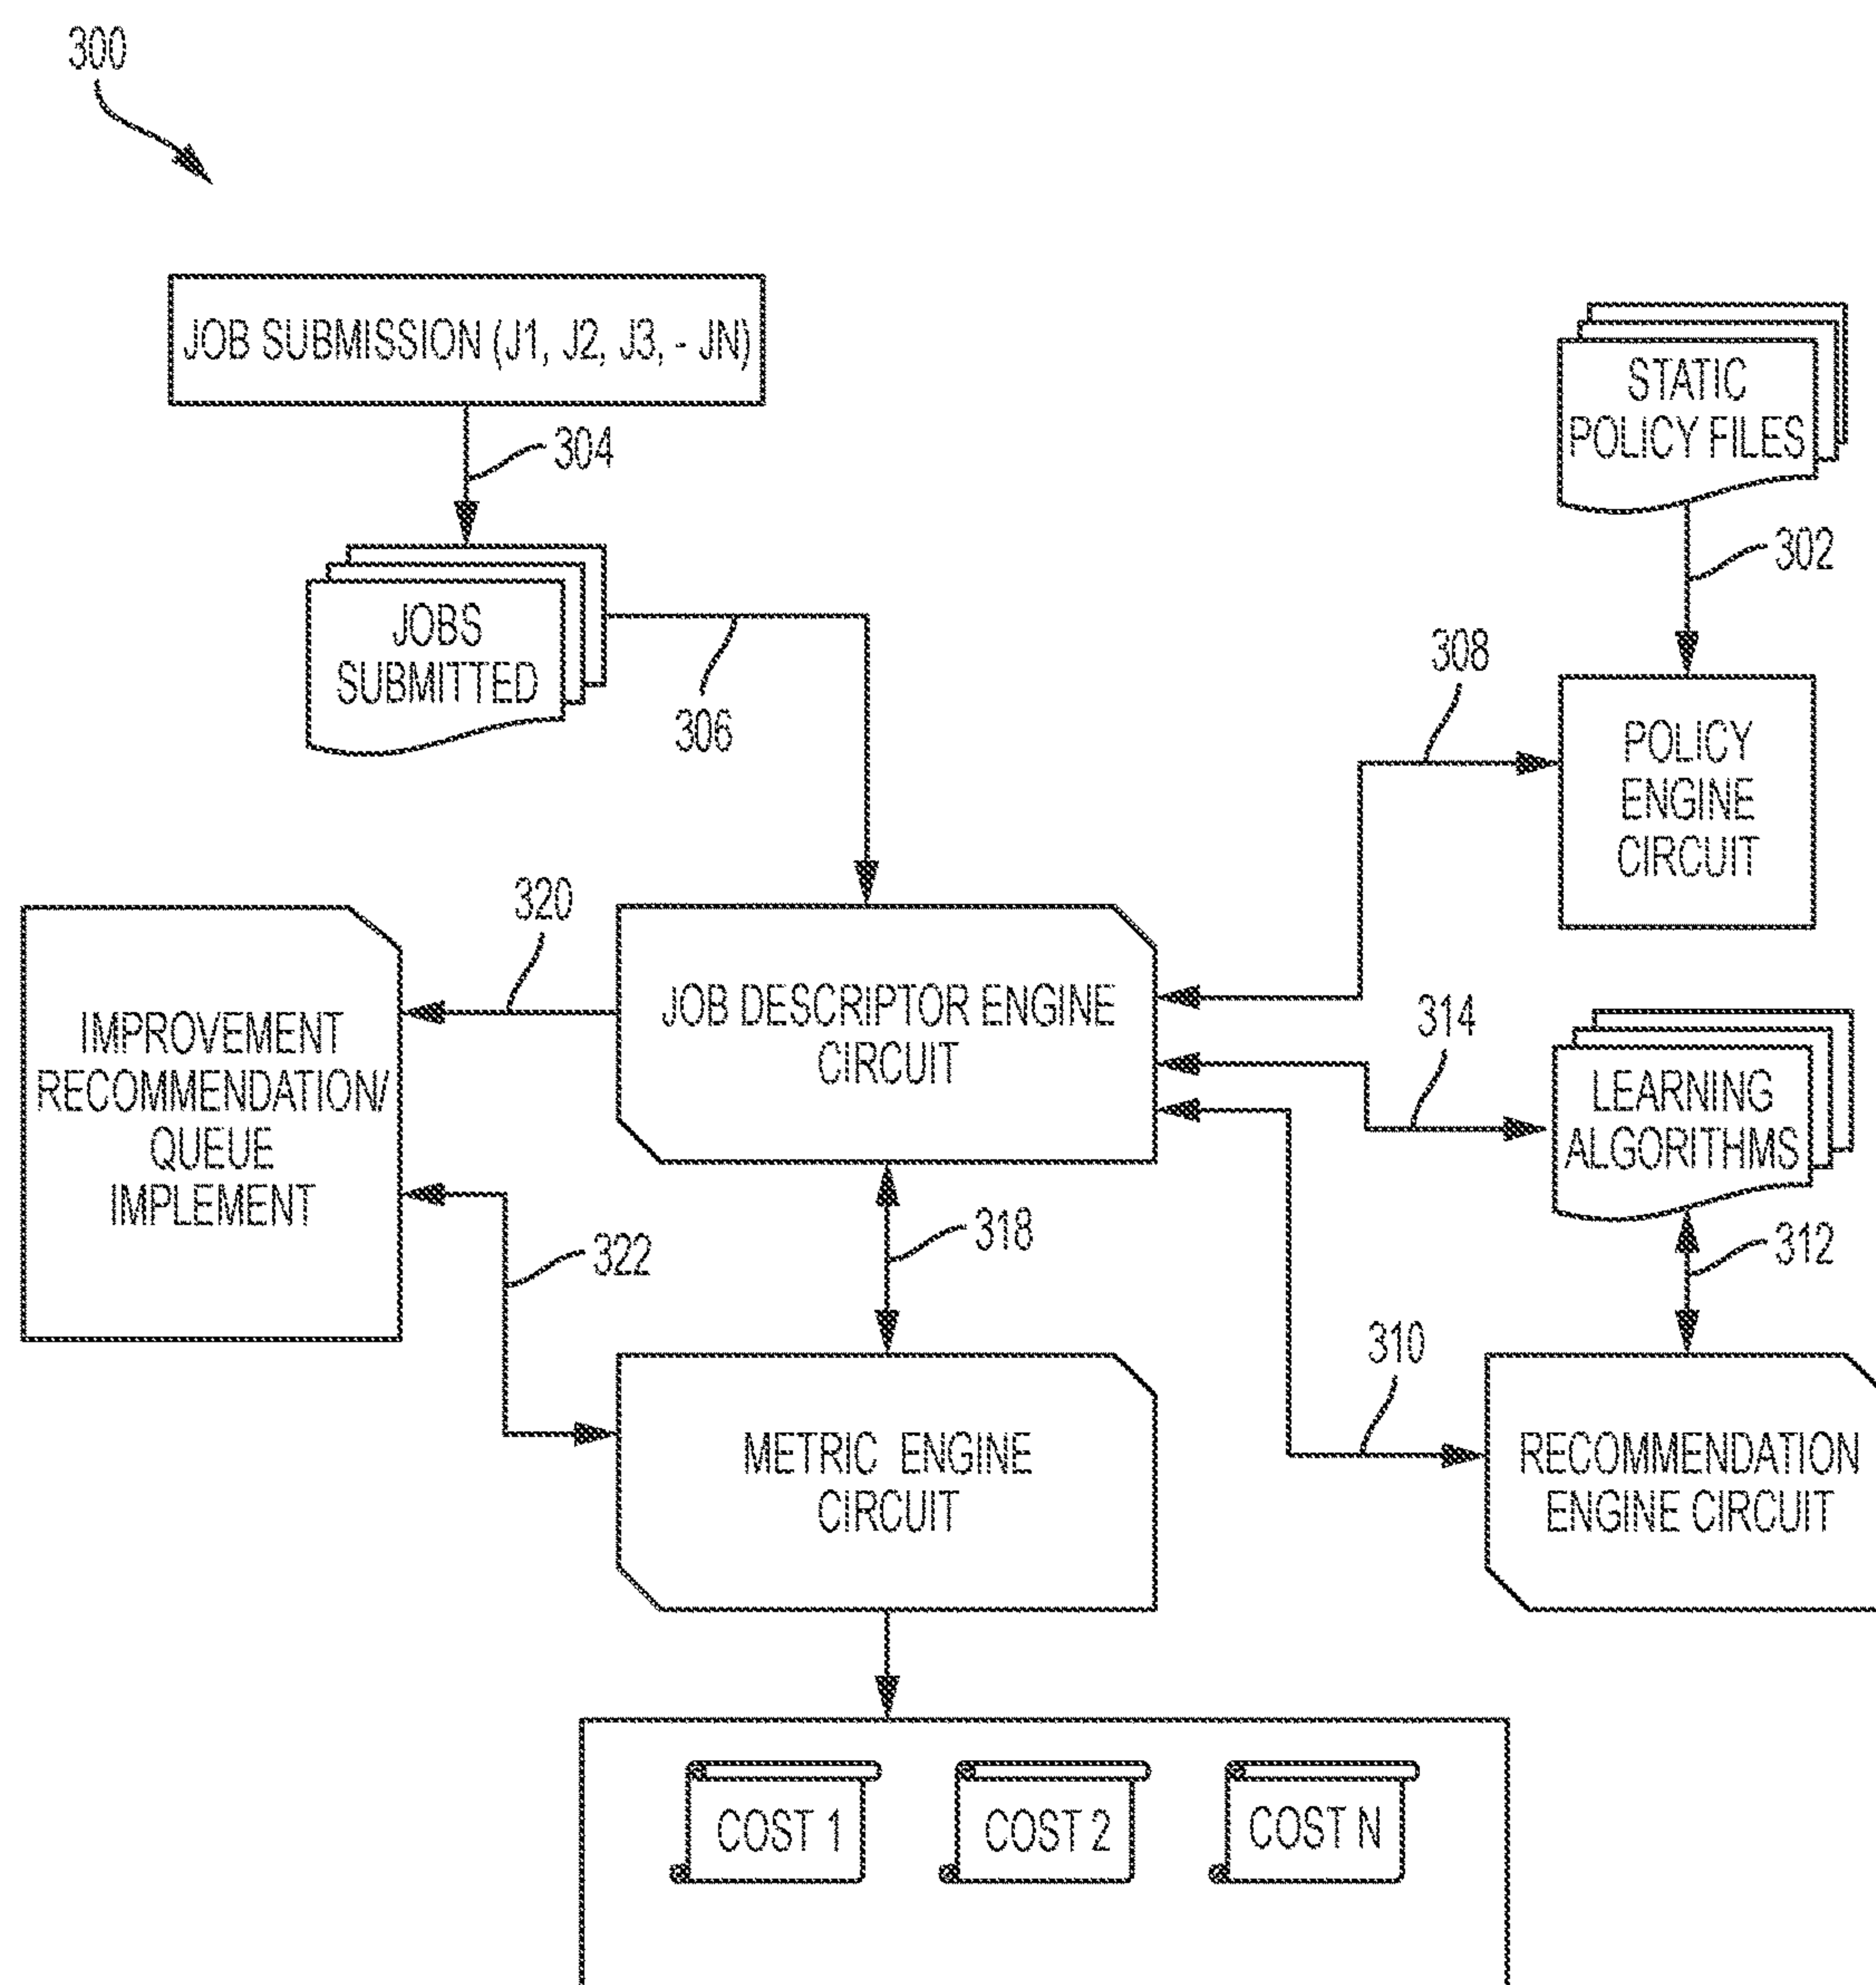 300
JOB SUBMISSION (J1, J2, J3, - JN)
304
STATIC
POLICY FILES
302
JOBS
SUBMITTED
306
308
POLICY
ENGINE
CIRCUIT
320
IMPROVEMENT
RECOMMENDATION/
QUEUE
IMPLEMENT
JOB DESCRIPTOR ENGINE
CIRCUIT
314
LEARNING
ALGORITHMS
322
318
312
310
METRIC ENGINE
CIRCUIT
RECOMMENDATION
ENGINE CIRCUIT
COST 1
COST 2
COST N